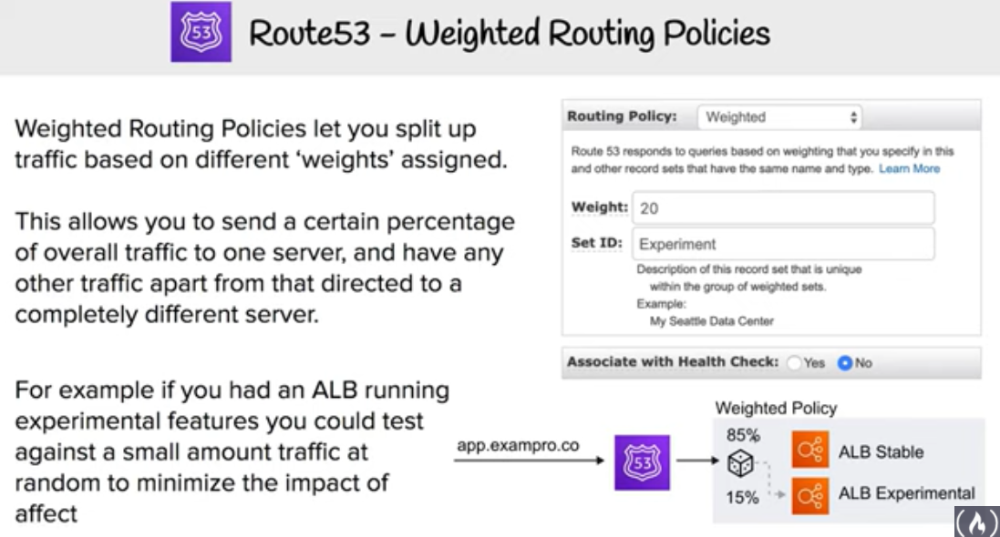 53
Route53 – Weighted Routing Policies
Weighted Routing Policies let you split up
traffic based on different ‘weights’ assigned.
This allows you to send a certain percentage
of overall traffic to one server, and have any
other traffic apart from that directed to a
completely different server.
For example if you had an ALB running
experimental features you could test
against a small amount traffic at
random to minimize the impact of
affect
Routing Policy: Weighted
Route 53 responds to queries based on weighting that you specify in this
and other record sets that have the same name and type. Learn More
Weight: 20
Set ID: Experiment
Description of this record set that is unique
within the group of weighted sets.
Example:
My Seattle Data Center
Associate with Health Check: Yes No
Weighted Policy
app.exampro.co
53
85%
ALB Stable
15%
ALB Experimental